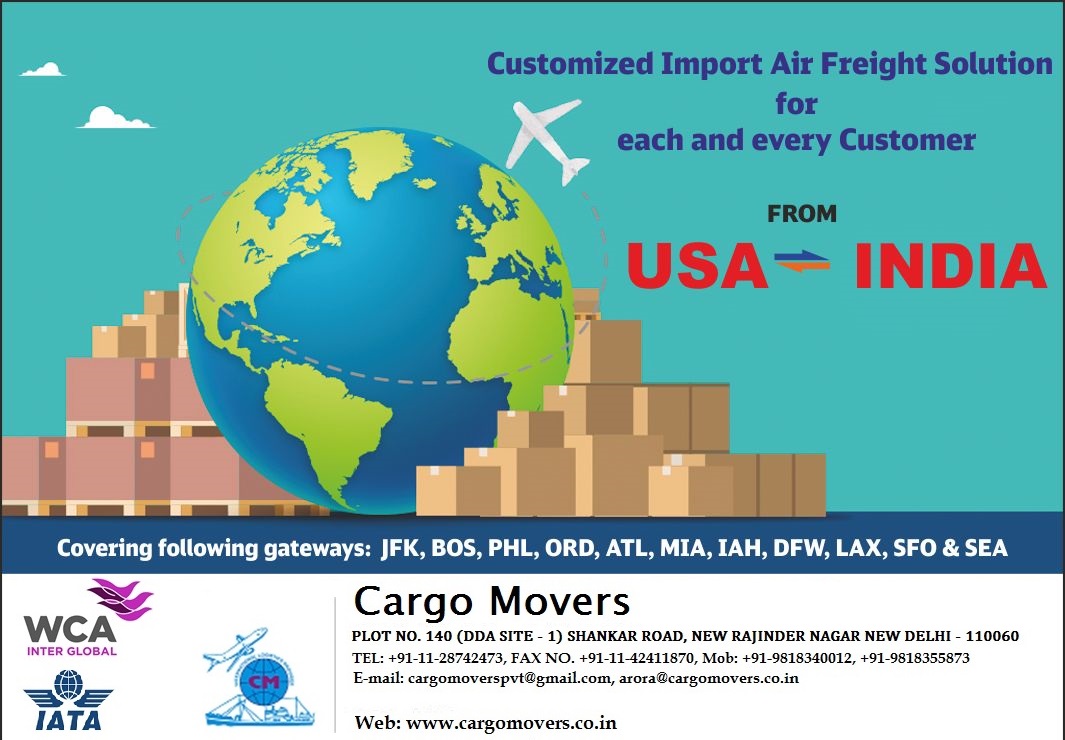 Customized Import Air Freight Solution
for
each and every Customer
FROM
USA INDIA
Covering following gateways: JFK, BOS, PHL, ORD, ATL, MIA, IAH, DFW, LAX, SFO & SEA
WCA
INTER GLOBAL
IATA
CM
Cargo Movers
PLOT NO. 140 (DDA SITE - 1) SHANKAR ROAD, NEW RAJINDER NAGAR NEW DELHI - 110060
TEL: +91-11-28742473, FAX NO. +91-11-42411870, Mob: +91-9818340012, +91-9818355873
E-mail: cargomoverspvt@gmail.com, arora@cargomovers.co.in
Web: www.cargomovers.co.in